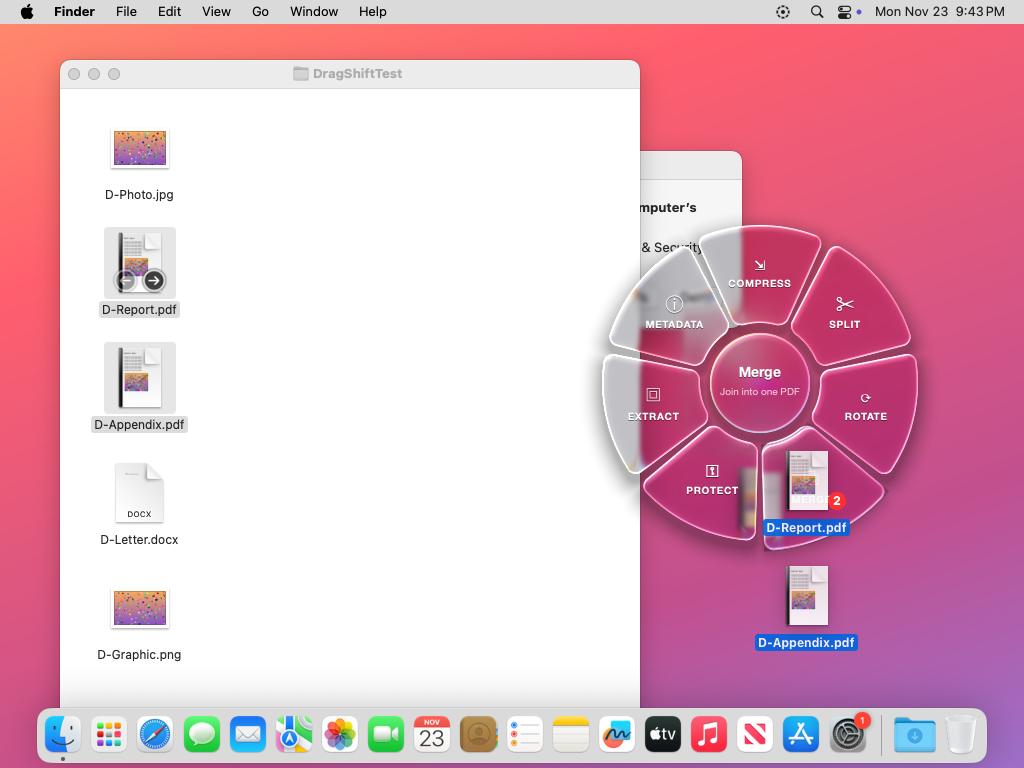 Finder File Edit View Go Window Help Mon Nov 23 9:43 PM
DragShiftTest
D-Photo.jpg
D-Report.pdf
D-Appendix.pdf
DOCX
D-Letter.docx
D-Graphic.png
mputer’s
& Security
COMPRESS
METADATA
SPLIT
Merge
Join into one PDF
EXTRACT
ROTATE
PROTECT
MERGE
2
D-Report.pdf
D-Appendix.pdf
NOV
23
tv
1